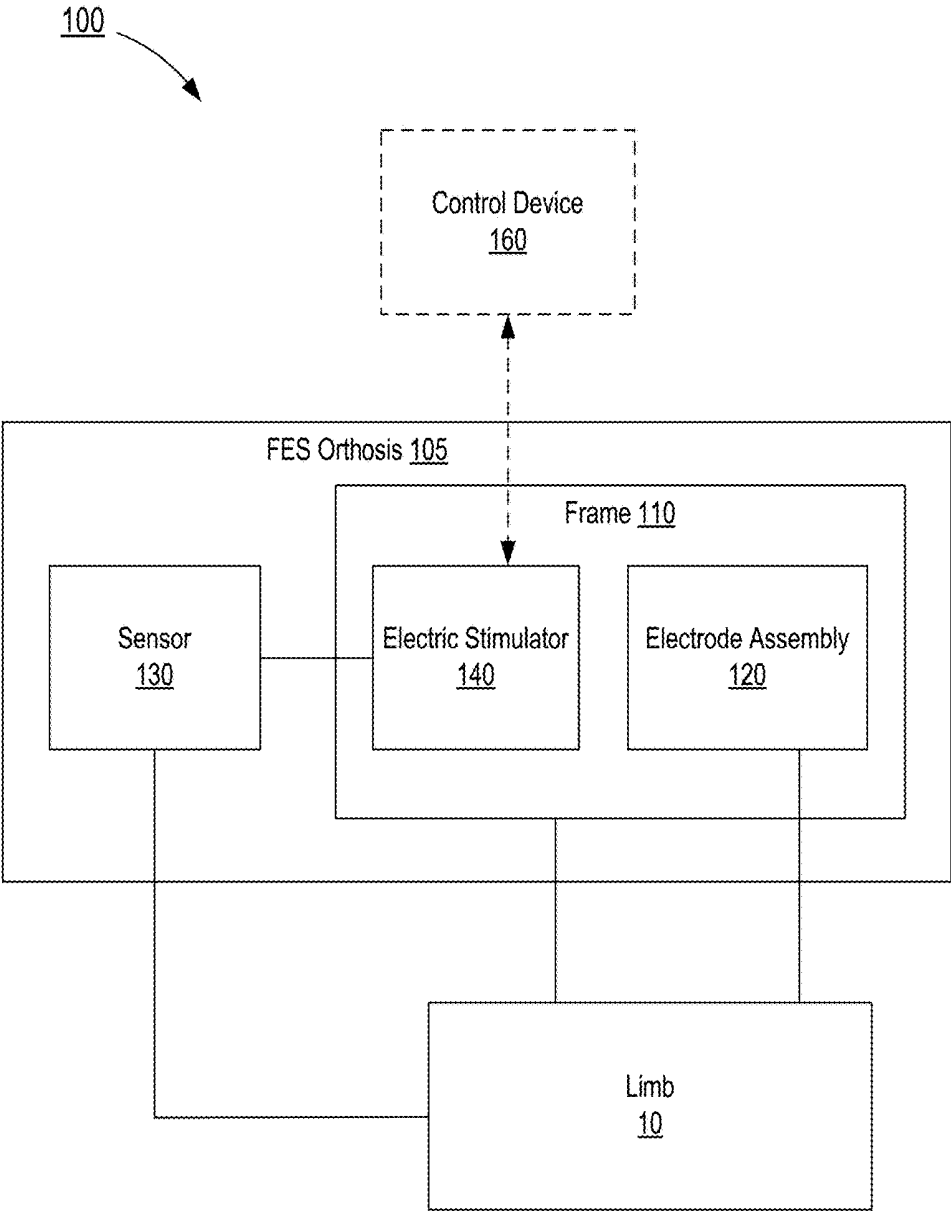 100
Control Device
160
FES Orthosis 105
Frame 110
Sensor
130
Electric Stimulator
140
Electrode Assembly
120
Limb
10